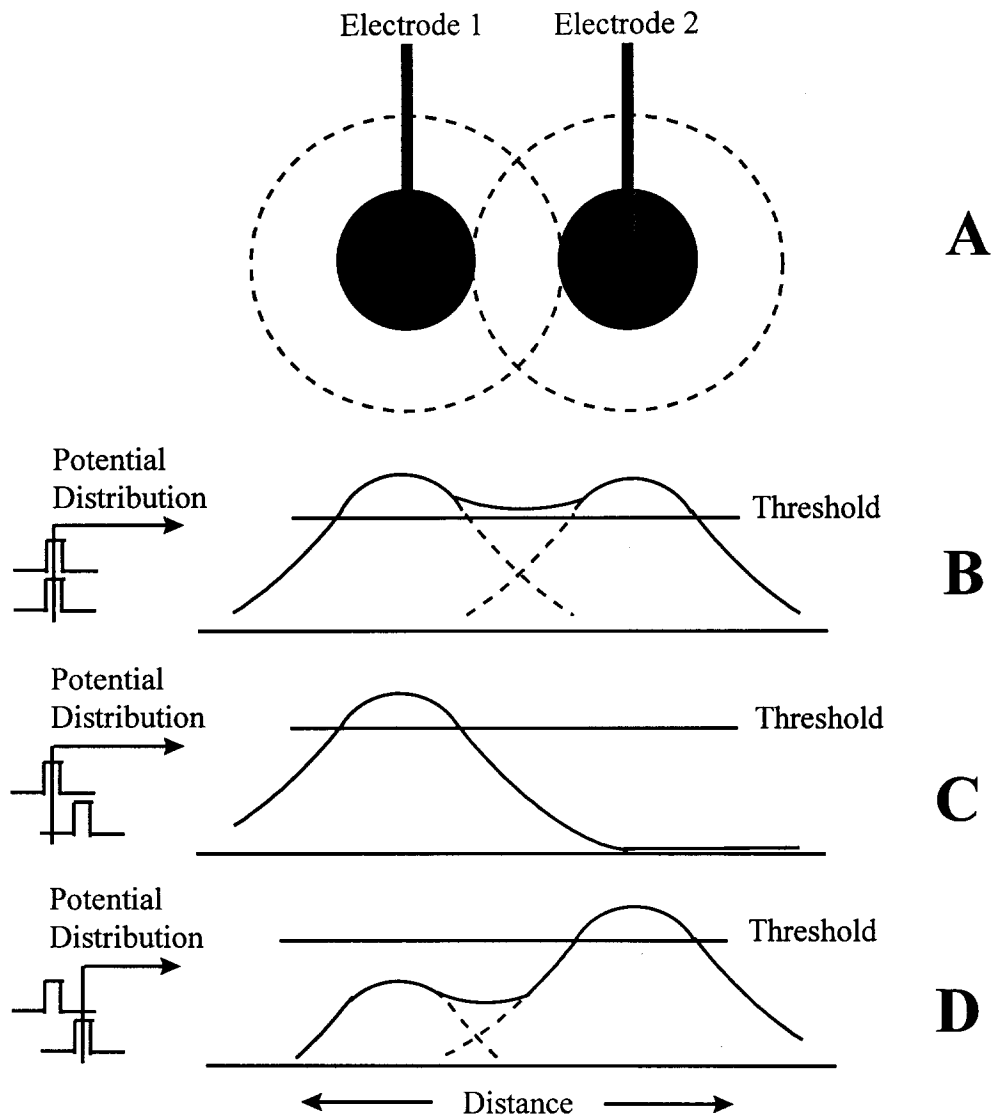 Electrode 1
Electrode 2
A
Potential
Distribution
Threshold
B
Potential
Distribution
Threshold
C
Potential
Distribution
Threshold
D
Distance